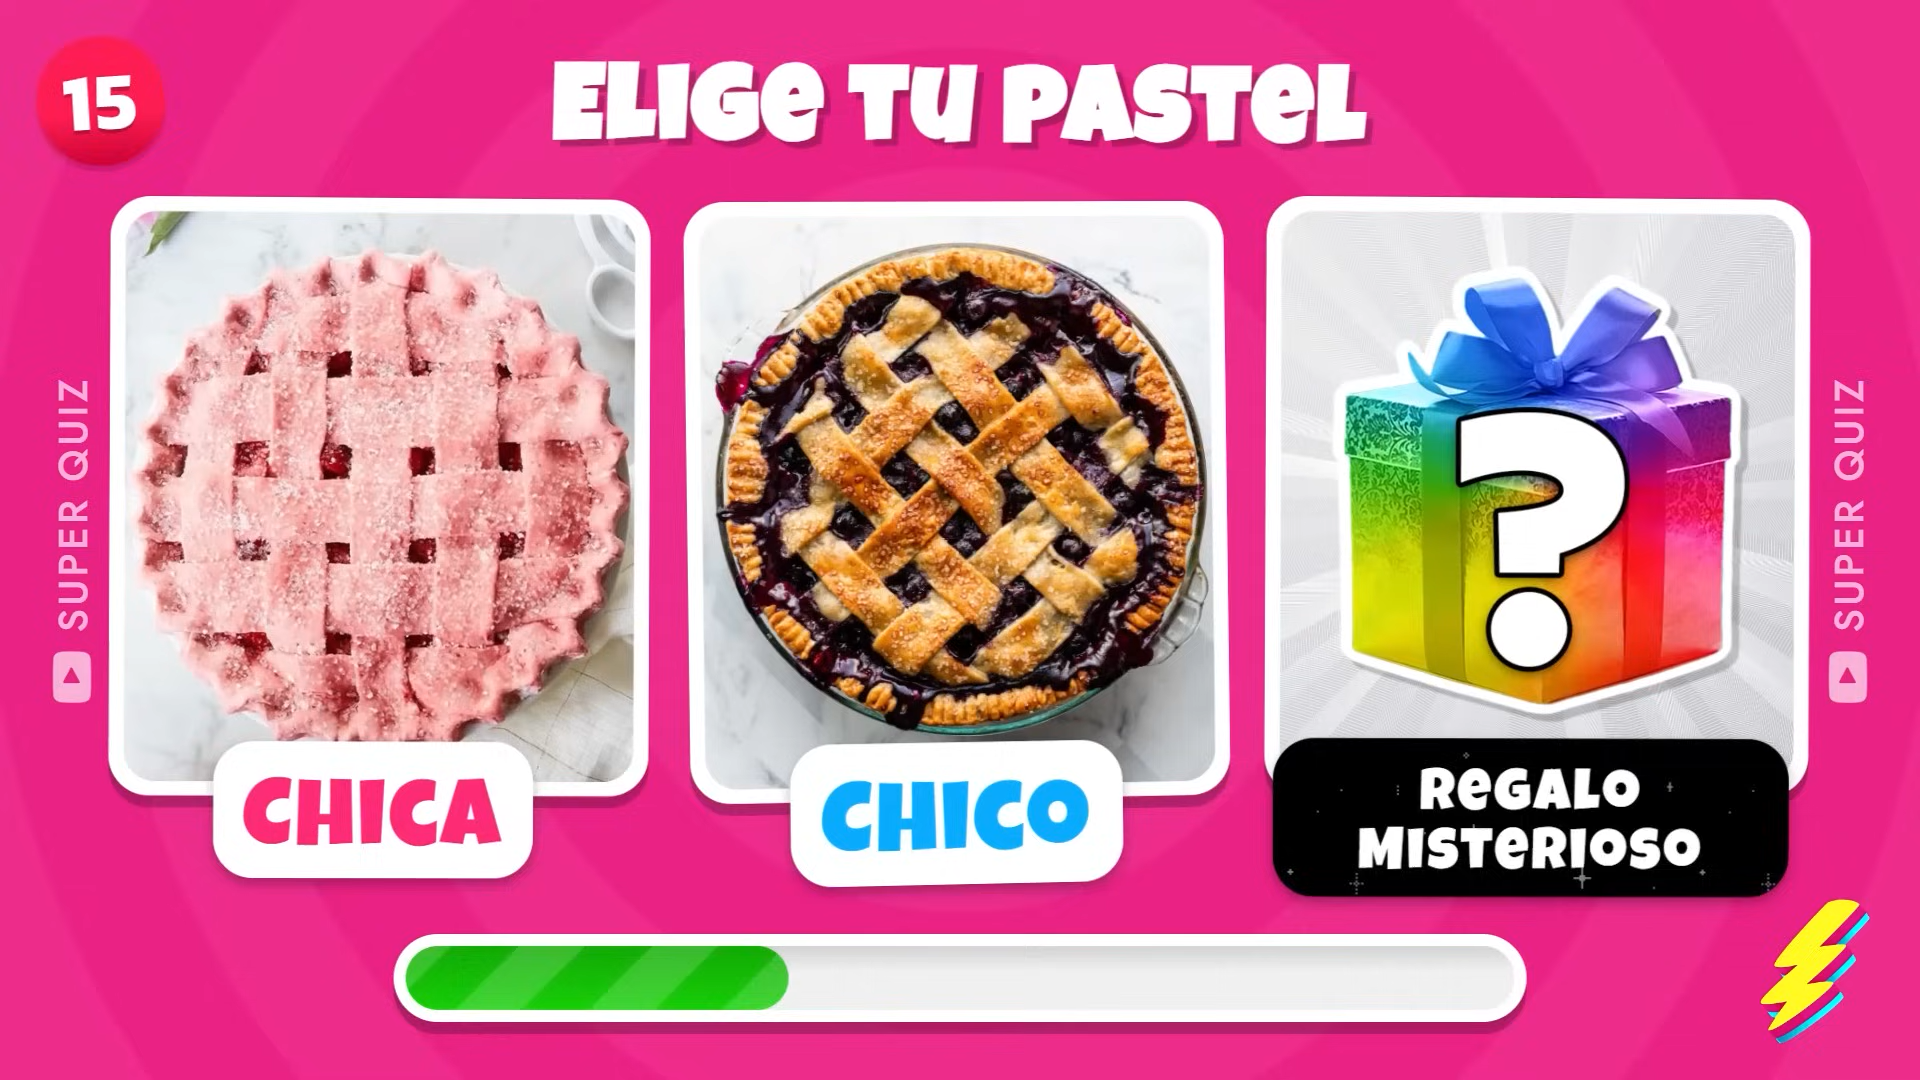 15
ELIGE TU PASTEL
SUPER QUIZ
CHICA
CHICO
?
REGALO
MISTERIOSO
SUPER QUIZ